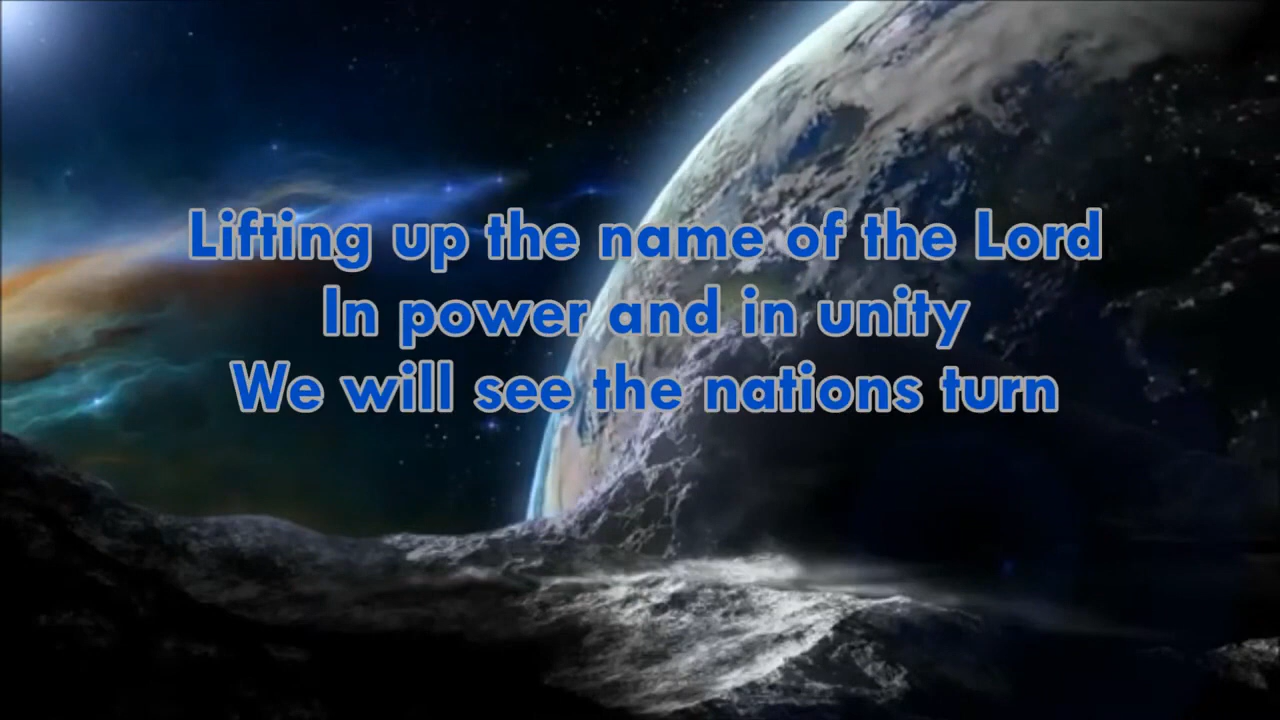 Lifting up the name of the Lord
In power and in unity
We will see the nations turn